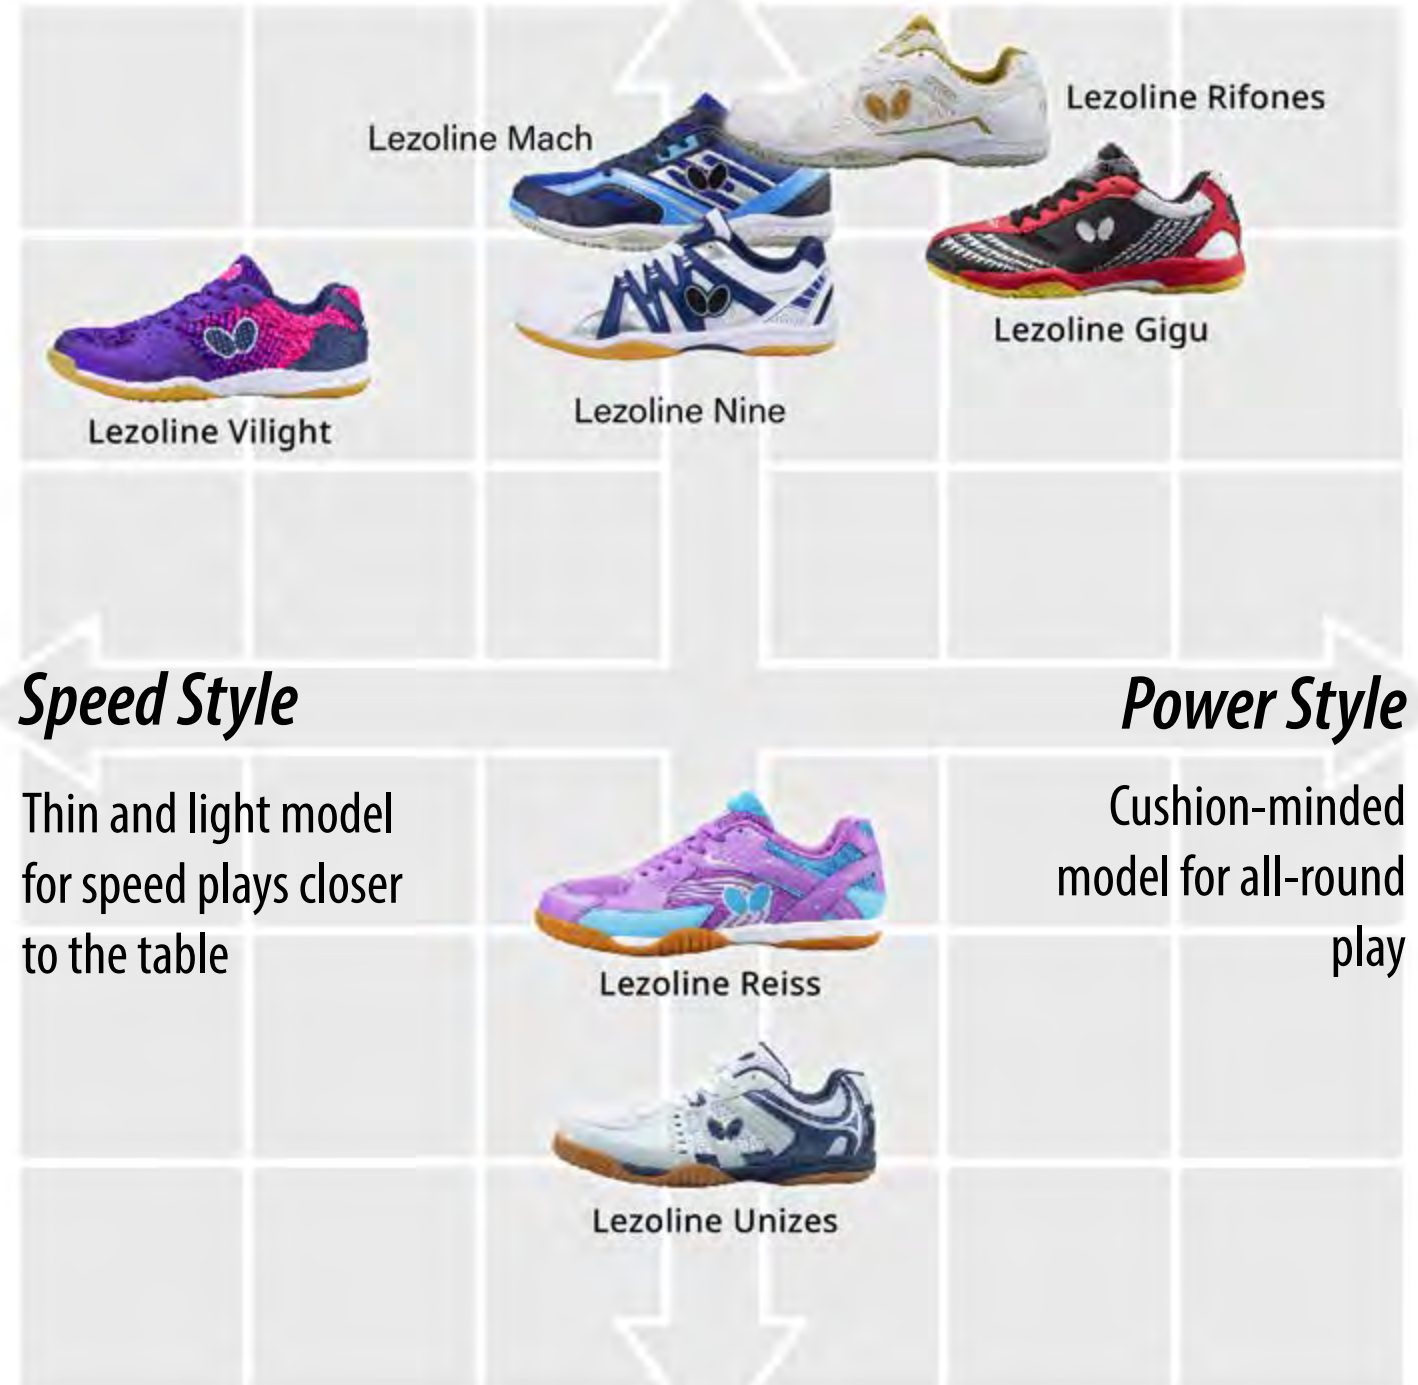 Lezoline Rifones
Lezoline Mach
Lezoline Gigu
Lezoline Nine
Lezoline Vilight
Speed Style
Thin and light model
for speed plays closer
to the table
Power Style
Cushion-minded
model for all-round
play
Lezoline Reiss
Lezoline Unizes